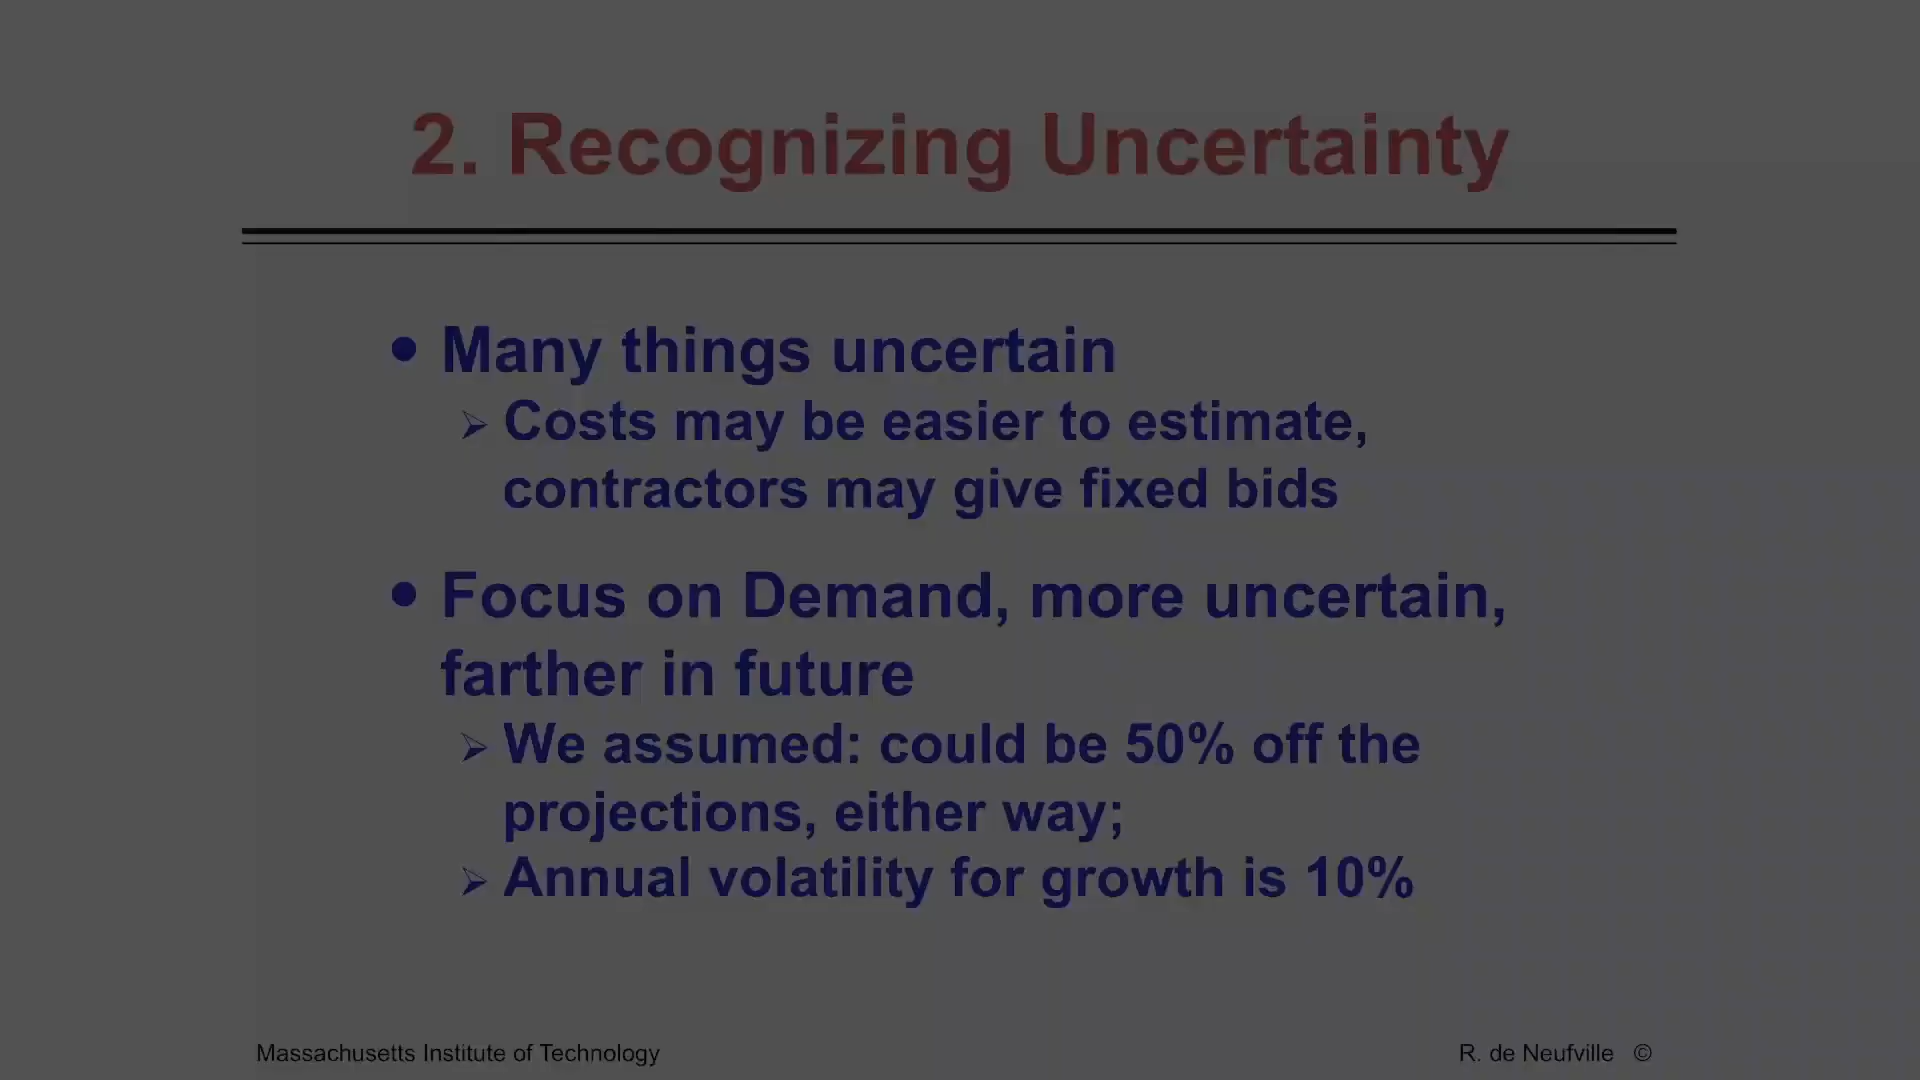 2. Recognizing Uncertainty
• Many things uncertain
➢ Costs may be easier to estimate,
contractors may give fixed bids
• Focus on Demand, more uncertain,
farther in future
➢ We assumed: could be 50% off the
projections, either way;
➢ Annual volatility for growth is 10%
Massachusetts Institute of Technology
R. de Neufville ©